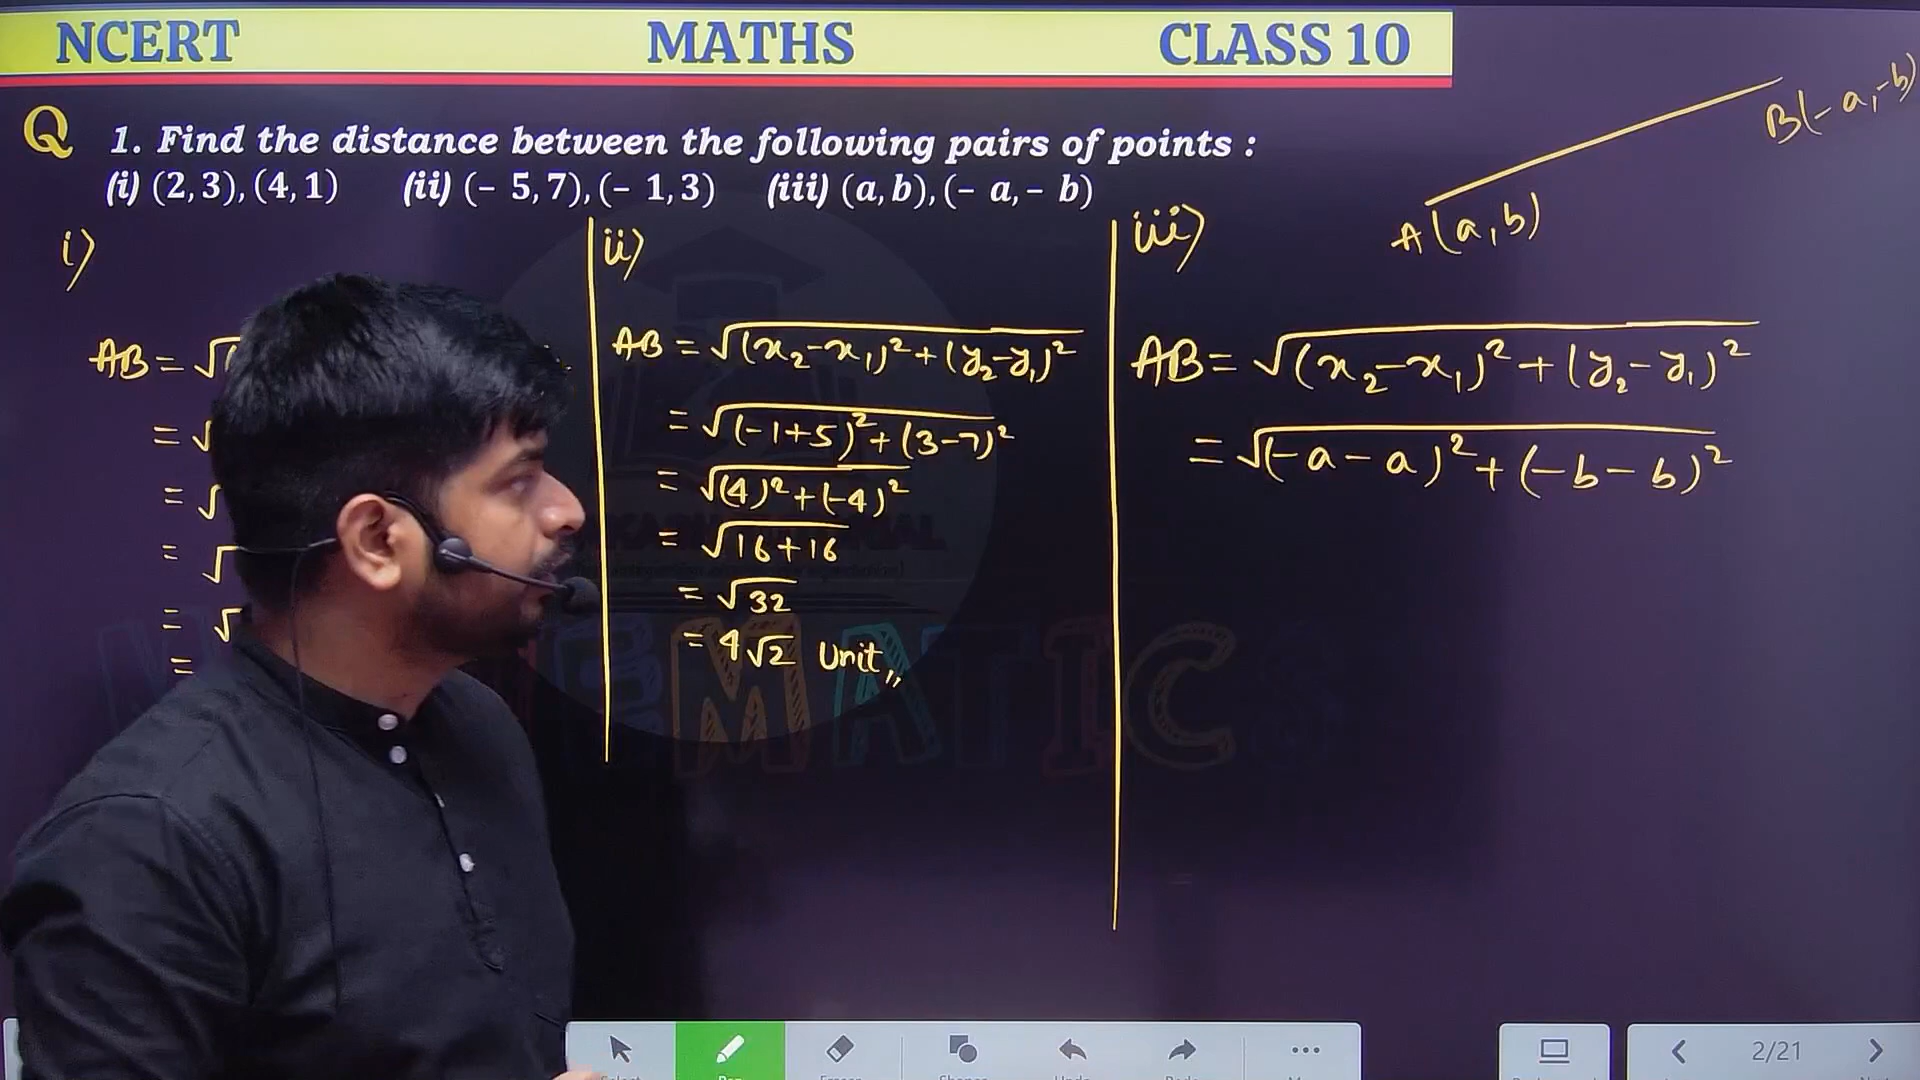 NCERT MATHS CLASS 10
Q 1. Find the distance between the following pairs of points :
(i) (2, 3), (4, 1) (ii) (− 5, 7), (− 1, 3) (iii) (a, b), (− a, − b)
B(-a,-b)
A(a,b)
i)
AB = √(
= √
= √
= √
= √
=
ii)
AB = √(x₂-x₁)² + (y₂-y₁)²
= √(-1+5)² + (3-7)²
= √(4)² + (-4)²
= √16+16
= √32
= 4√2 Unit,,
iii)
AB = √(x₂-x₁)² + (y₂-y₁)²
= √(-a-a)² + (-b-b)²
2/21